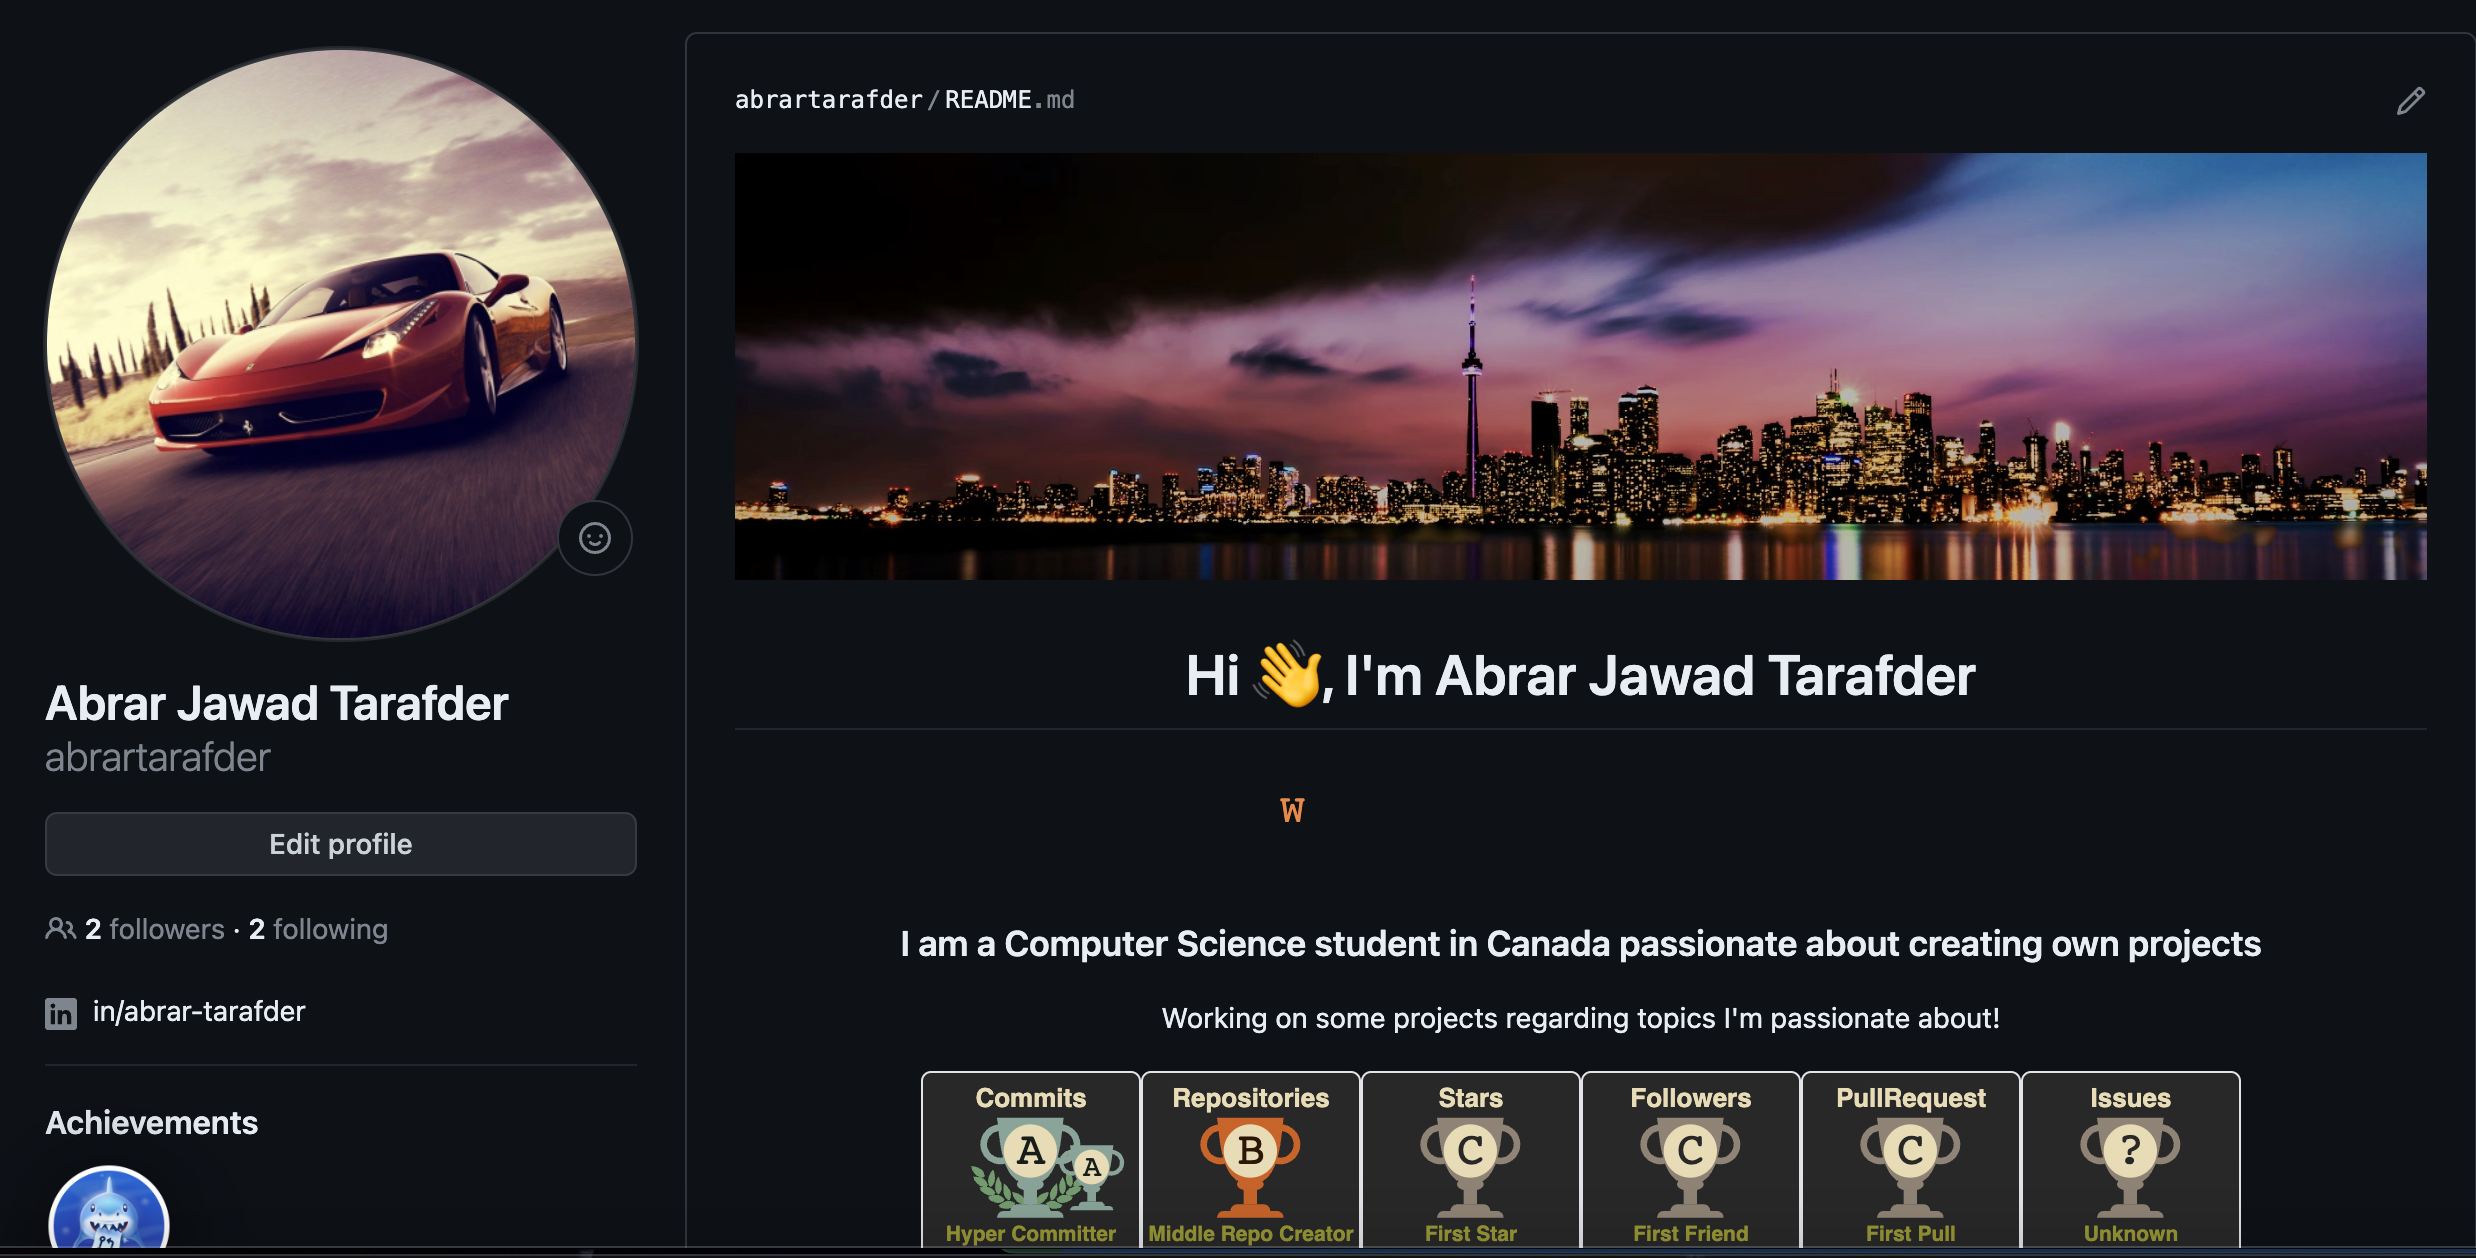 Abrar Jawad Tarafder
abrartarafder
Edit profile
2 followers · 2 following
in/abrar-tarafder
Achievements
abrartarafder/README.md
Hi 👋, I'm Abrar Jawad Tarafder
W
I am a Computer Science student in Canada passionate about creating own projects
Working on some projects regarding topics I'm passionate about!
Commits Repositories Stars Followers PullRequest Issues
A A B C C C ?
Hyper Committer Middle Repo Creator First Star First Friend First Pull Unknown